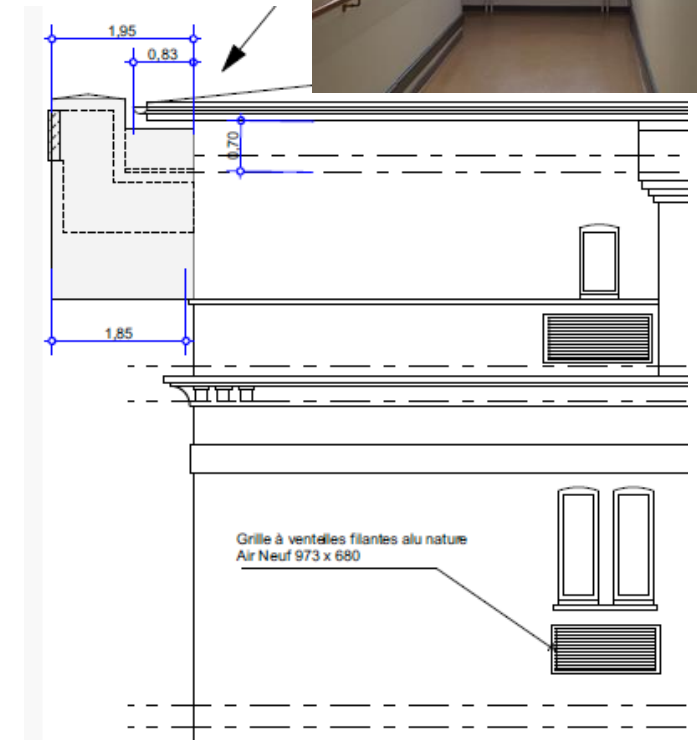 1,95
0,83
0,70
1,85
Grille à ventelles filantes alu nature
Air Neuf 973 x 680